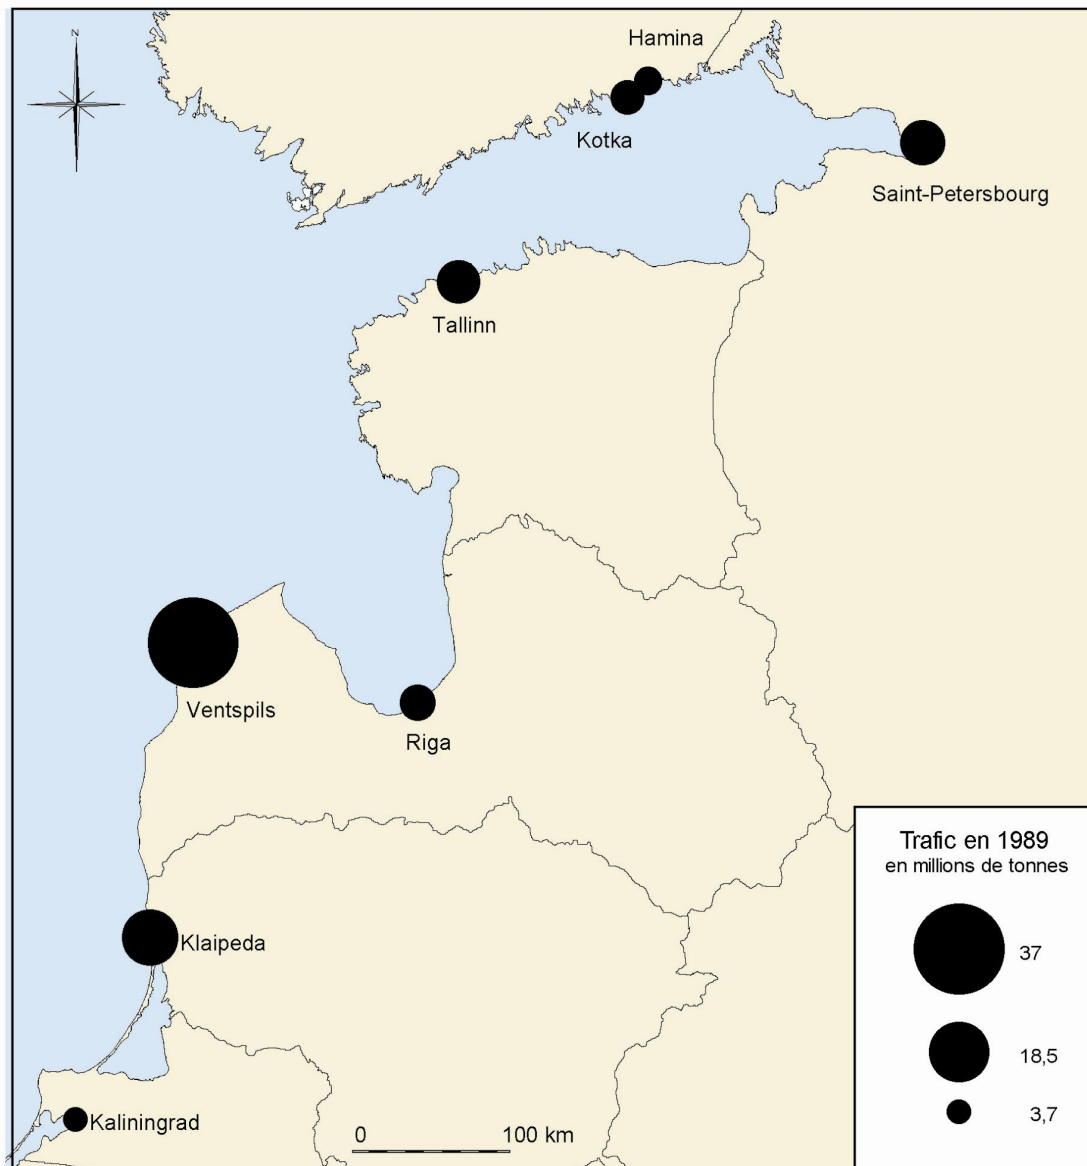 N
Hamina
Kotka
Saint-Petersbourg
Tallinn
Ventspils
Riga
Klaipeda
Kaliningrad
0 100 km
Trafic en 1989
en millions de tonnes
37
18,5
3,7